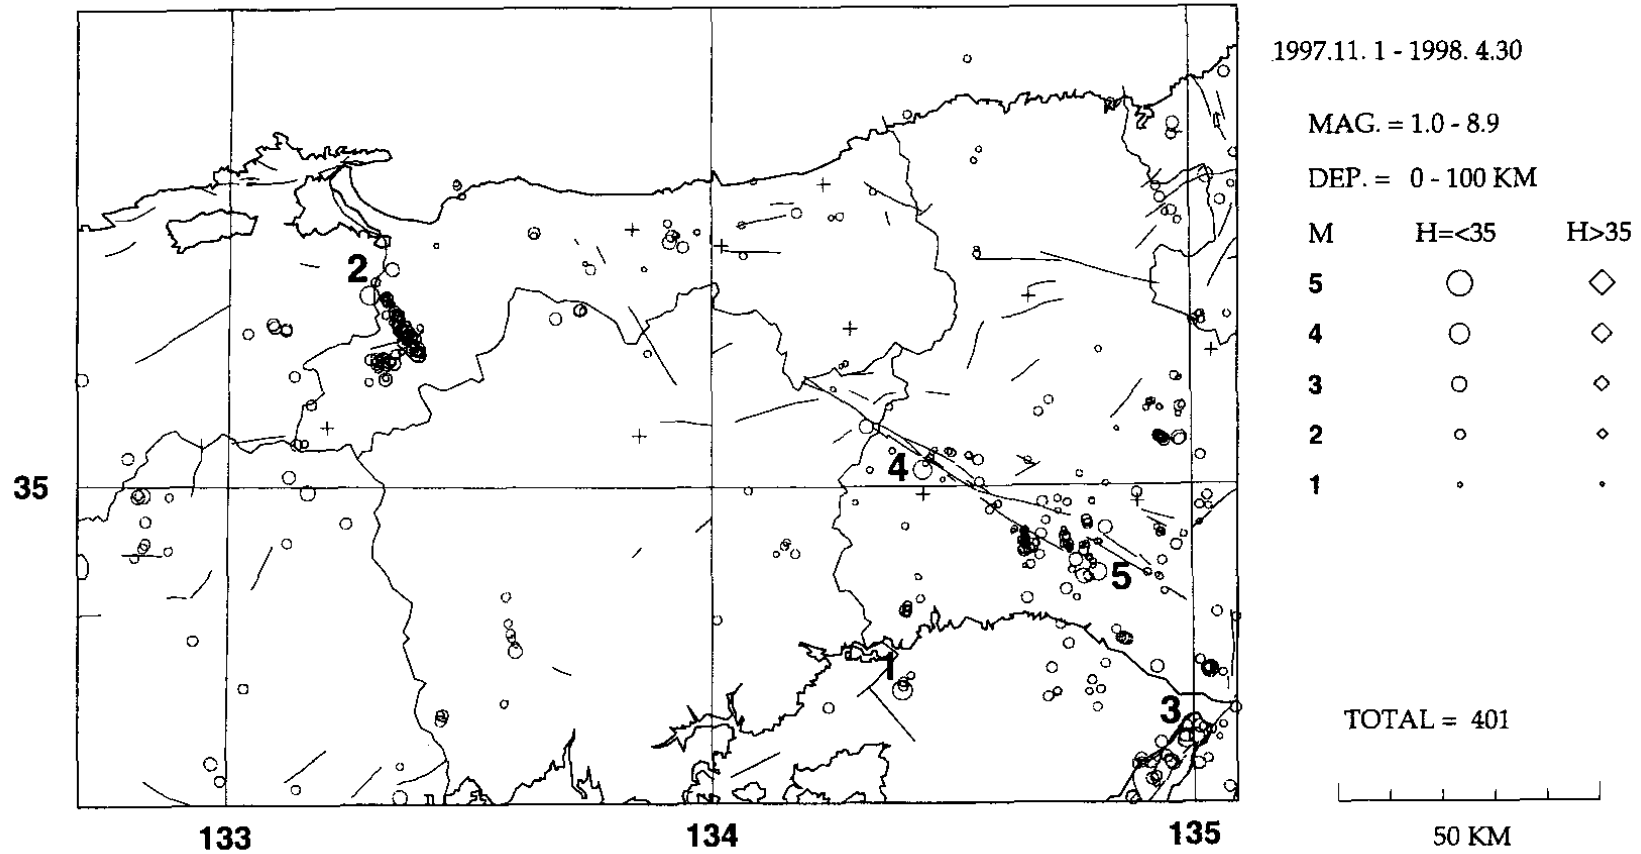 1997.11. 1 - 1998. 4.30
MAG. = 1.0 - 8.9
DEP. = 0 - 100 KM
M H=<35 H>35
5
4
3
2
1
TOTAL = 401
50 KM
2
4
5
1
3
35
133 134 135